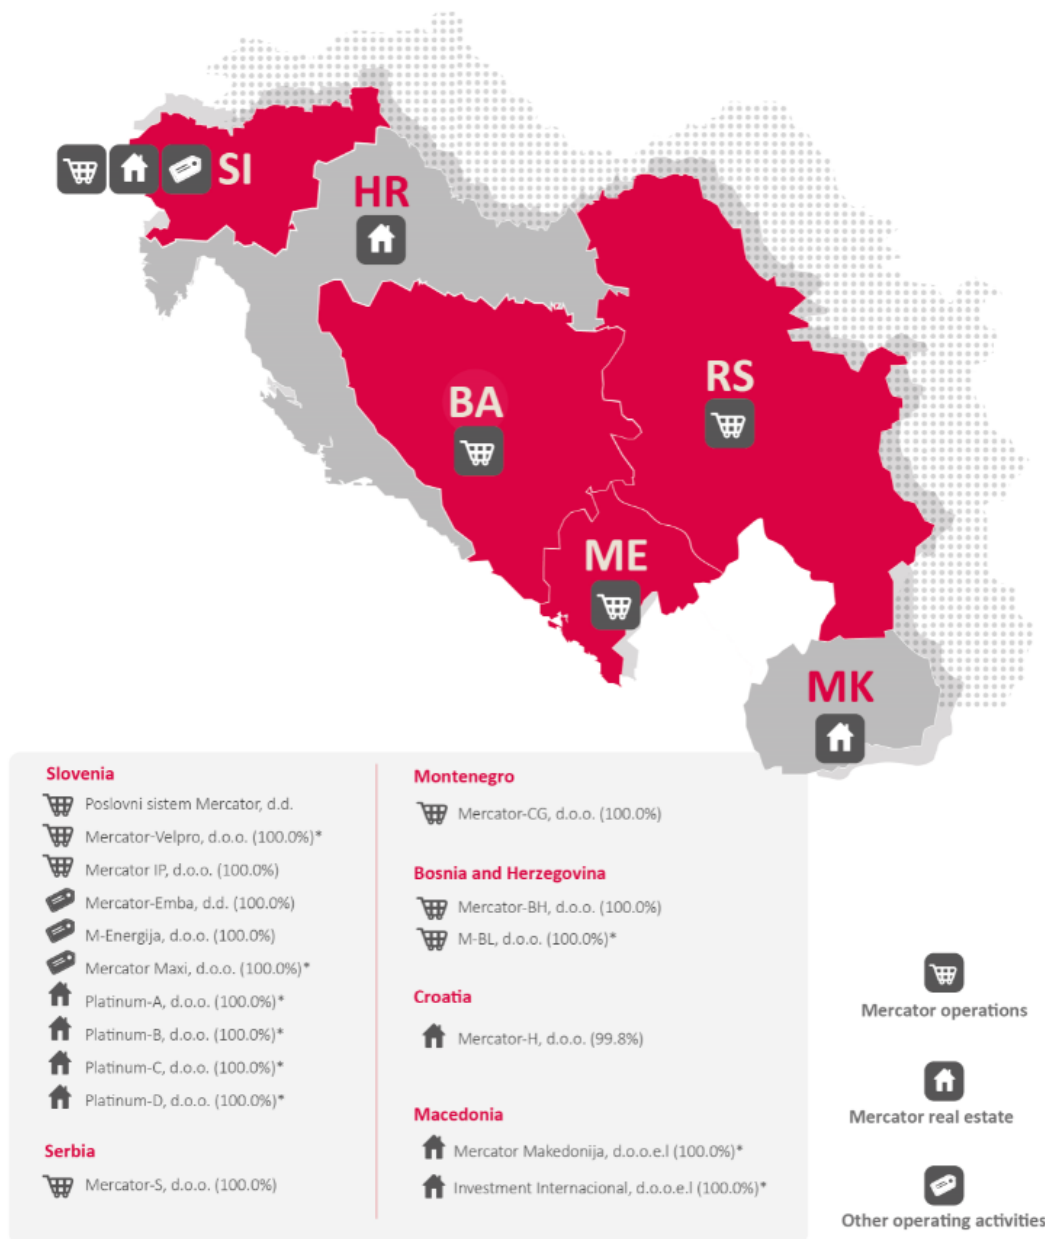 SI
HR
RS
BA
ME
MK
Slovenia
Poslovni sistem Mercator, d.d.
Mercator-Velpro, d.o.o. (100.0%)*
Mercator IP, d.o.o. (100.0%)
Mercator-Emba, d.d. (100.0%)
M-Energija, d.o.o. (100.0%)
Mercator Maxi, d.o.o. (100.0%)*
Platinum-A, d.o.o. (100.0%)*
Platinum-B, d.o.o. (100.0%)*
Platinum-C, d.o.o. (100.0%)*
Platinum-D, d.o.o. (100.0%)*
Serbia
Mercator-S, d.o.o. (100.0%)
Montenegro
Mercator-CG, d.o.o. (100.0%)
Bosnia and Herzegovina
Mercator-BH, d.o.o. (100.0%)
M-BL, d.o.o. (100.0%)*
Croatia
Mercator-H, d.o.o. (99.8%)
Macedonia
Mercator Makedonija, d.o.o.e.l (100.0%)*
Investment Internacional, d.o.o.e.l (100.0%)*
Mercator operations
Mercator real estate
Other operating activities